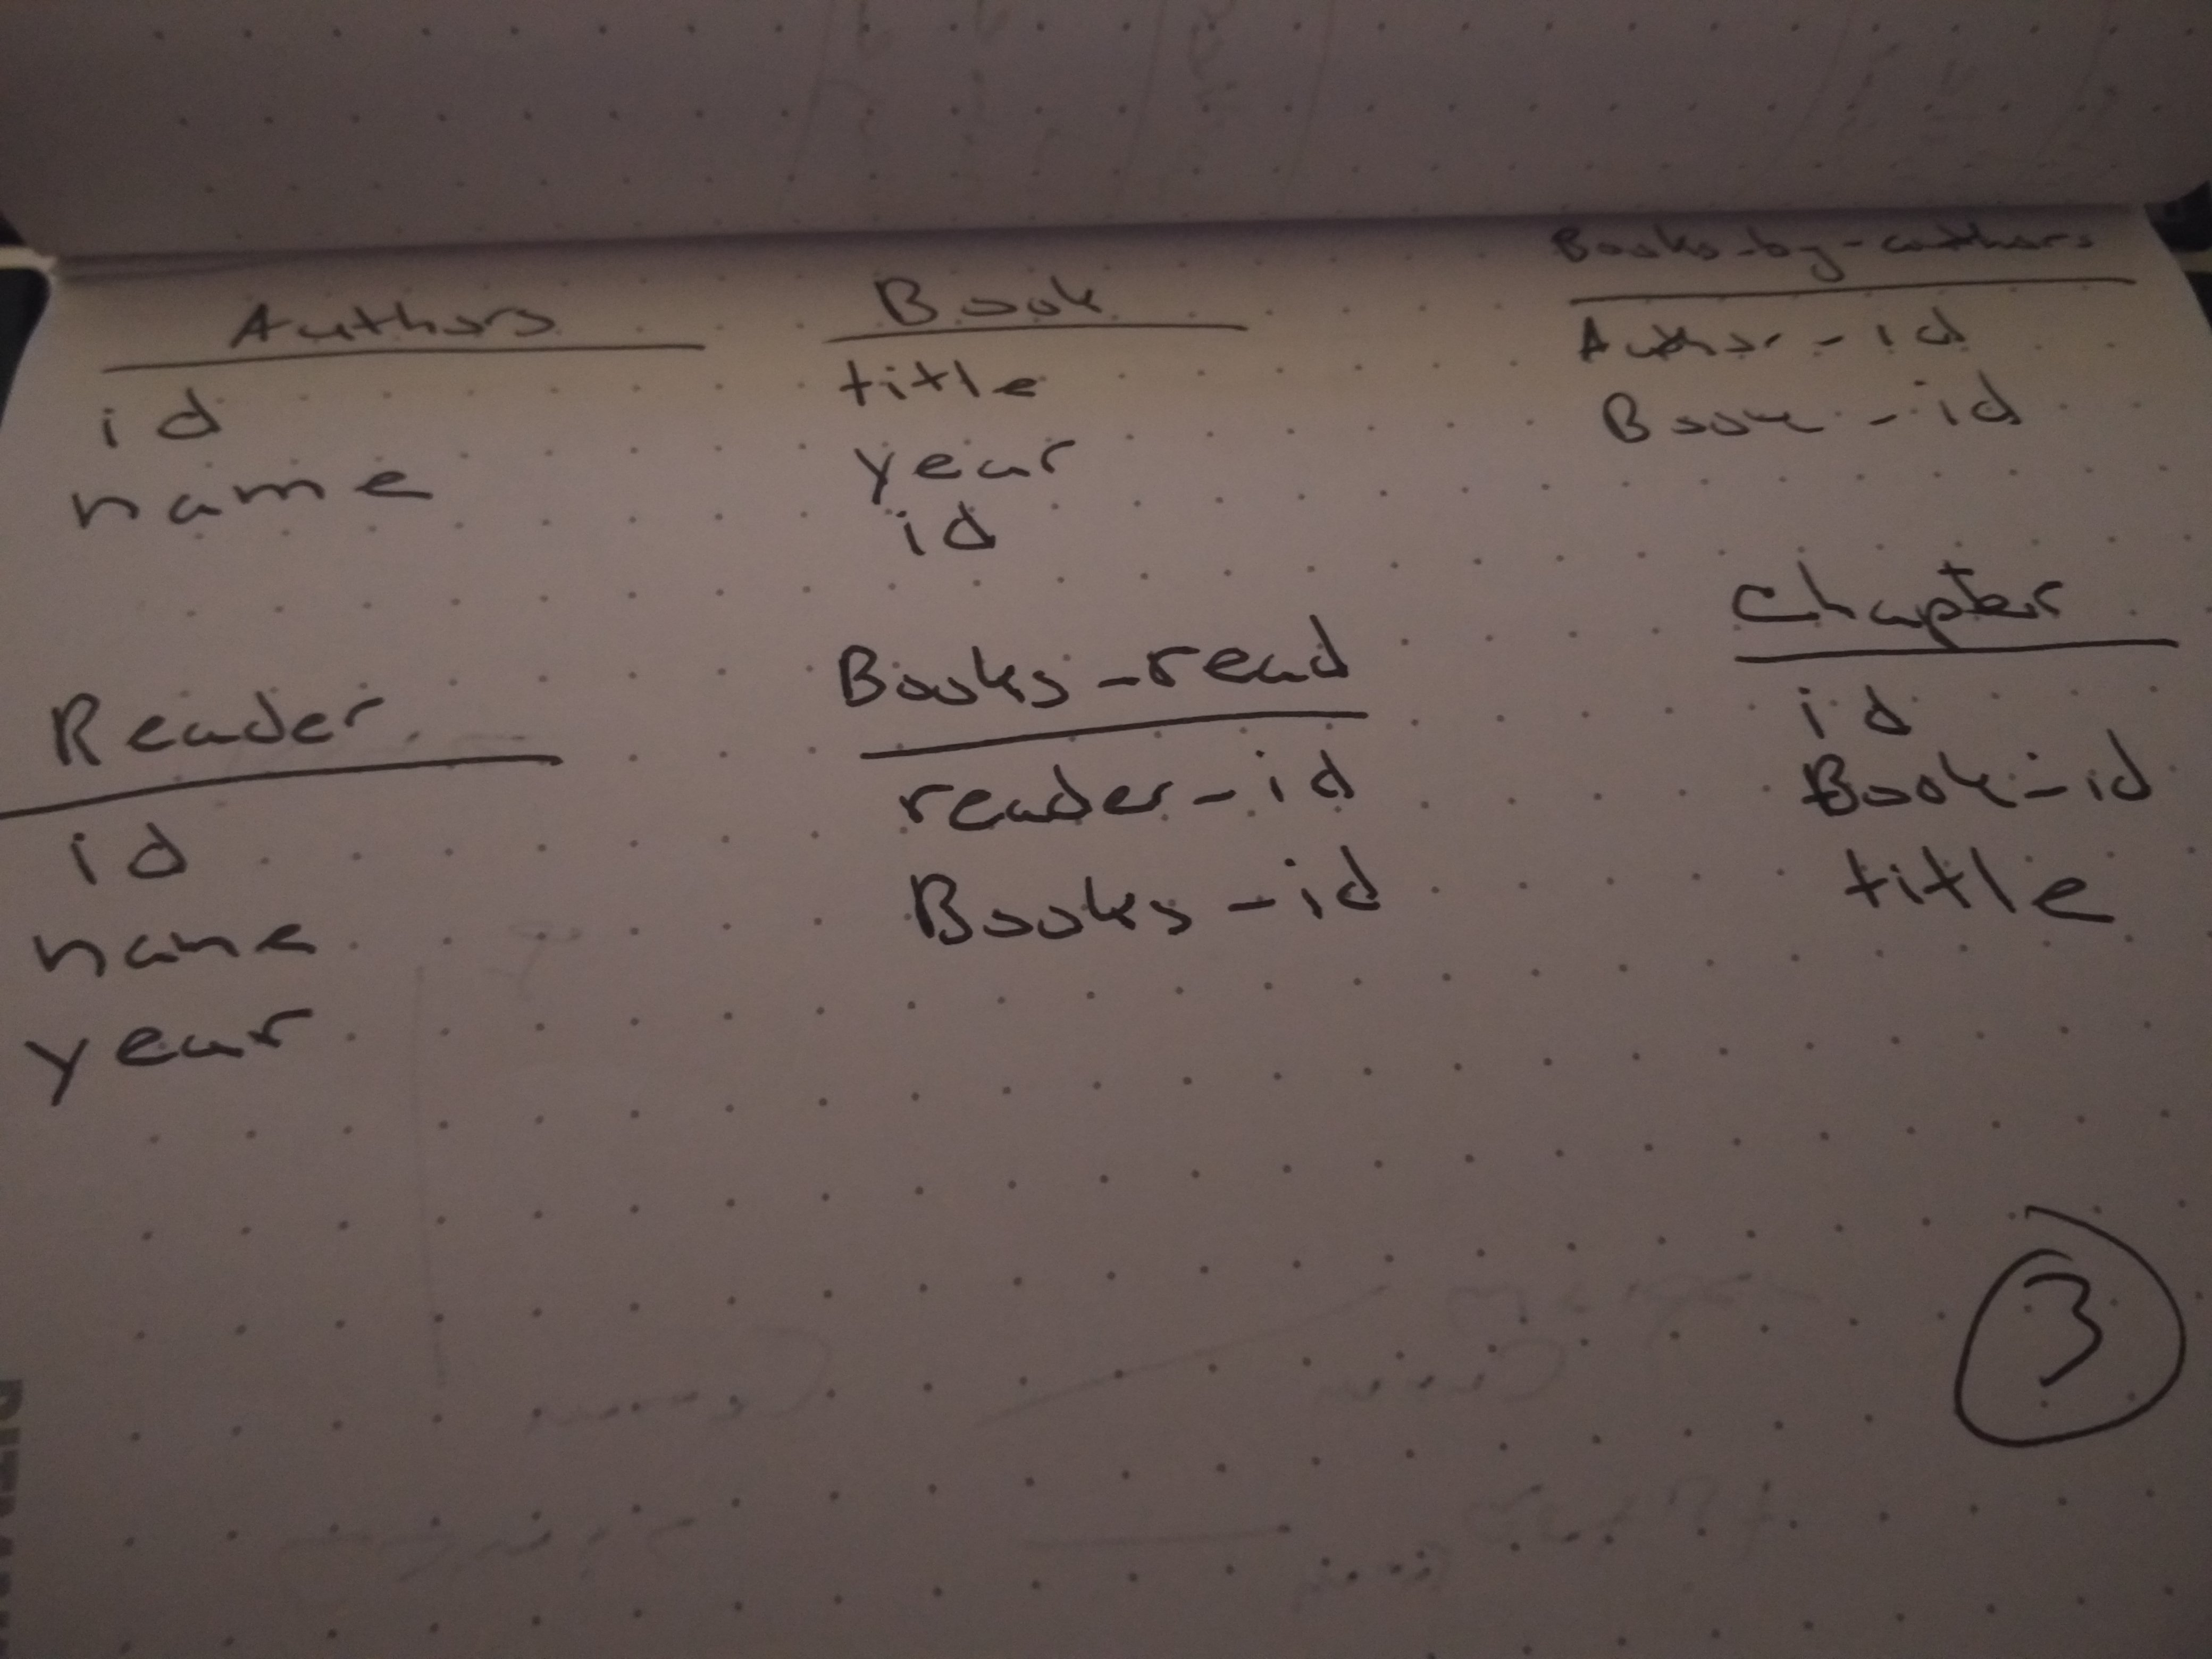 Authors
id
name
Book
title
year
id
Books-by-authors
Author-id
Book-id
Reader
id
name
year
Books-read
reader-id
Books-id
Chapter
id
Book-id
title
3